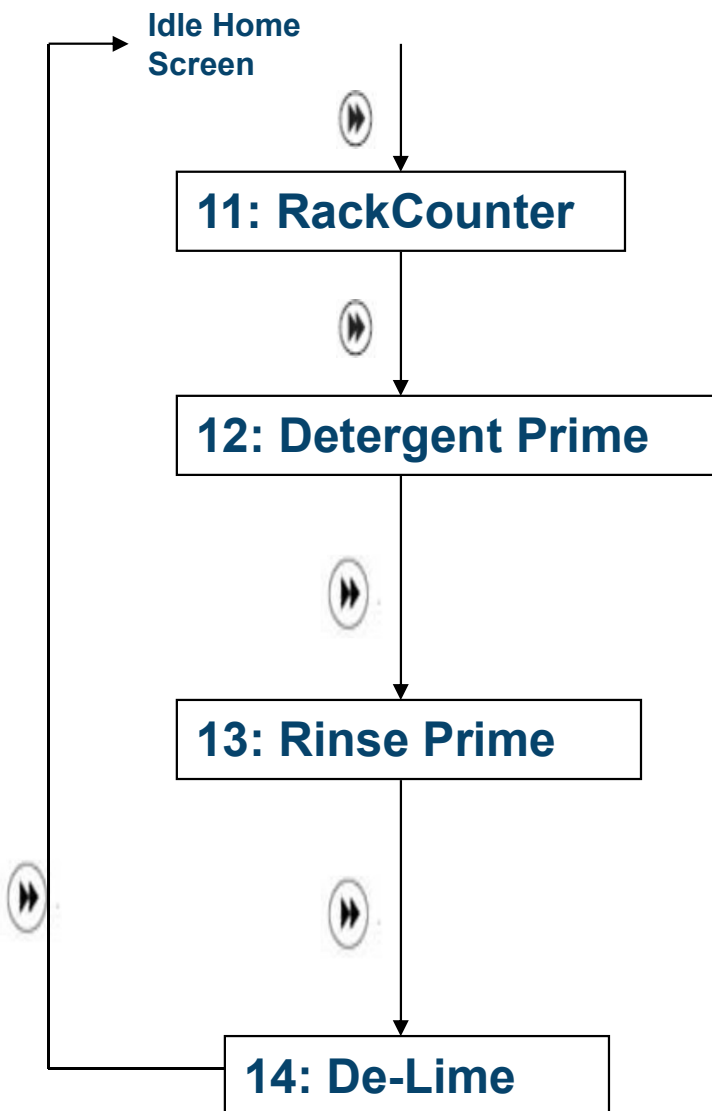 Idle Home
Screen
11: RackCounter
12: Detergent Prime
13: Rinse Prime
14: De-Lime